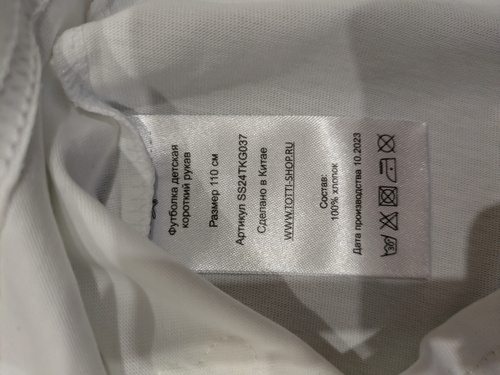 Футболка детская
короткий рукав
Размер 110 см
Артикул SS24TKG037
Сделано в Китае
WWW.TOTTI-SHOP.RU
Состав:
100% хлопок
Дата производства 10.2023